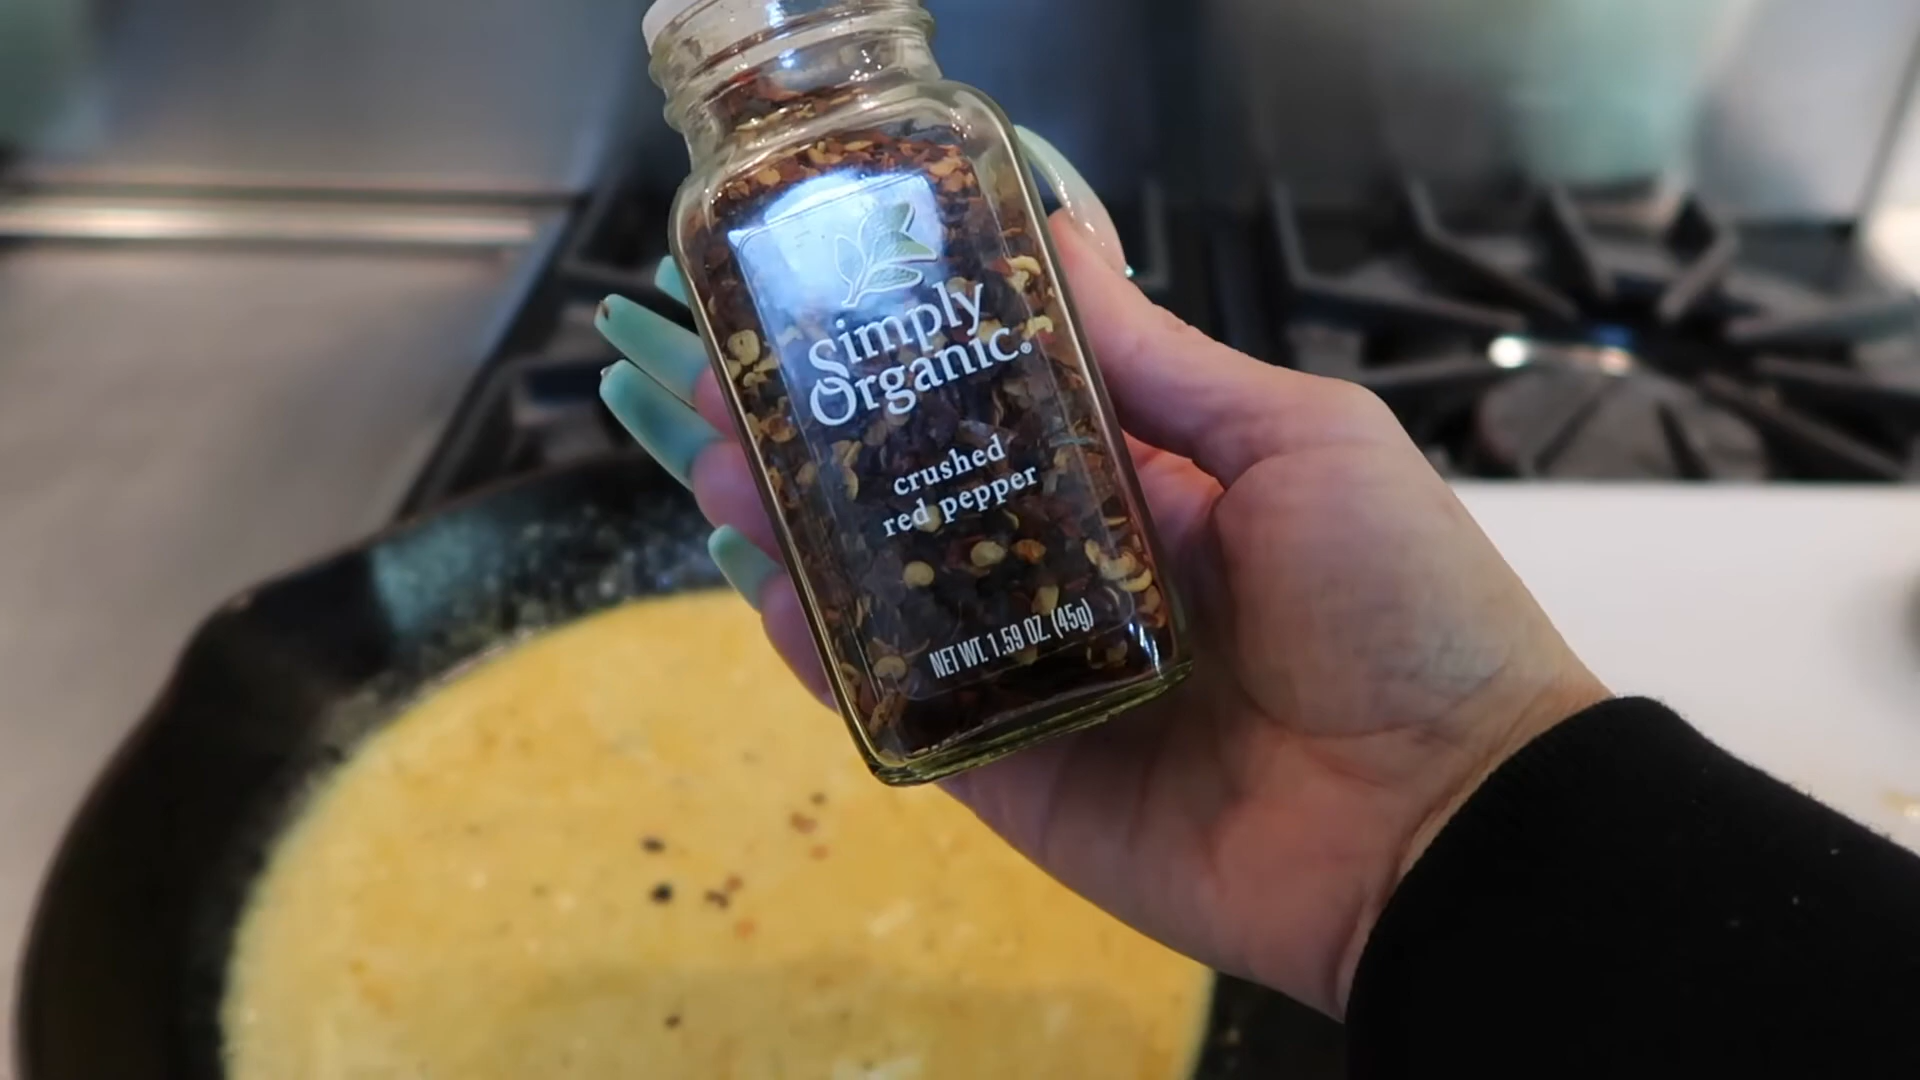 Simply
Organic®
crushed
red pepper
NET WT. 1.59 OZ. (45g)